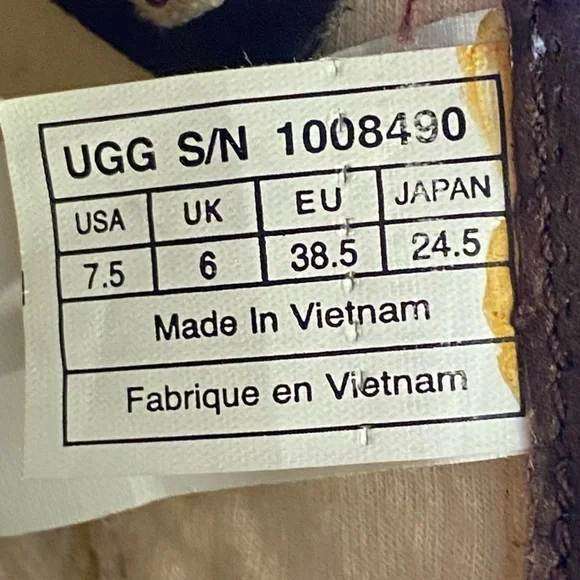 UGG S/N 1008490
USA UK EU JAPAN
7.5 6 38.5 24.5
Made In Vietnam
Fabrique en Vietnam